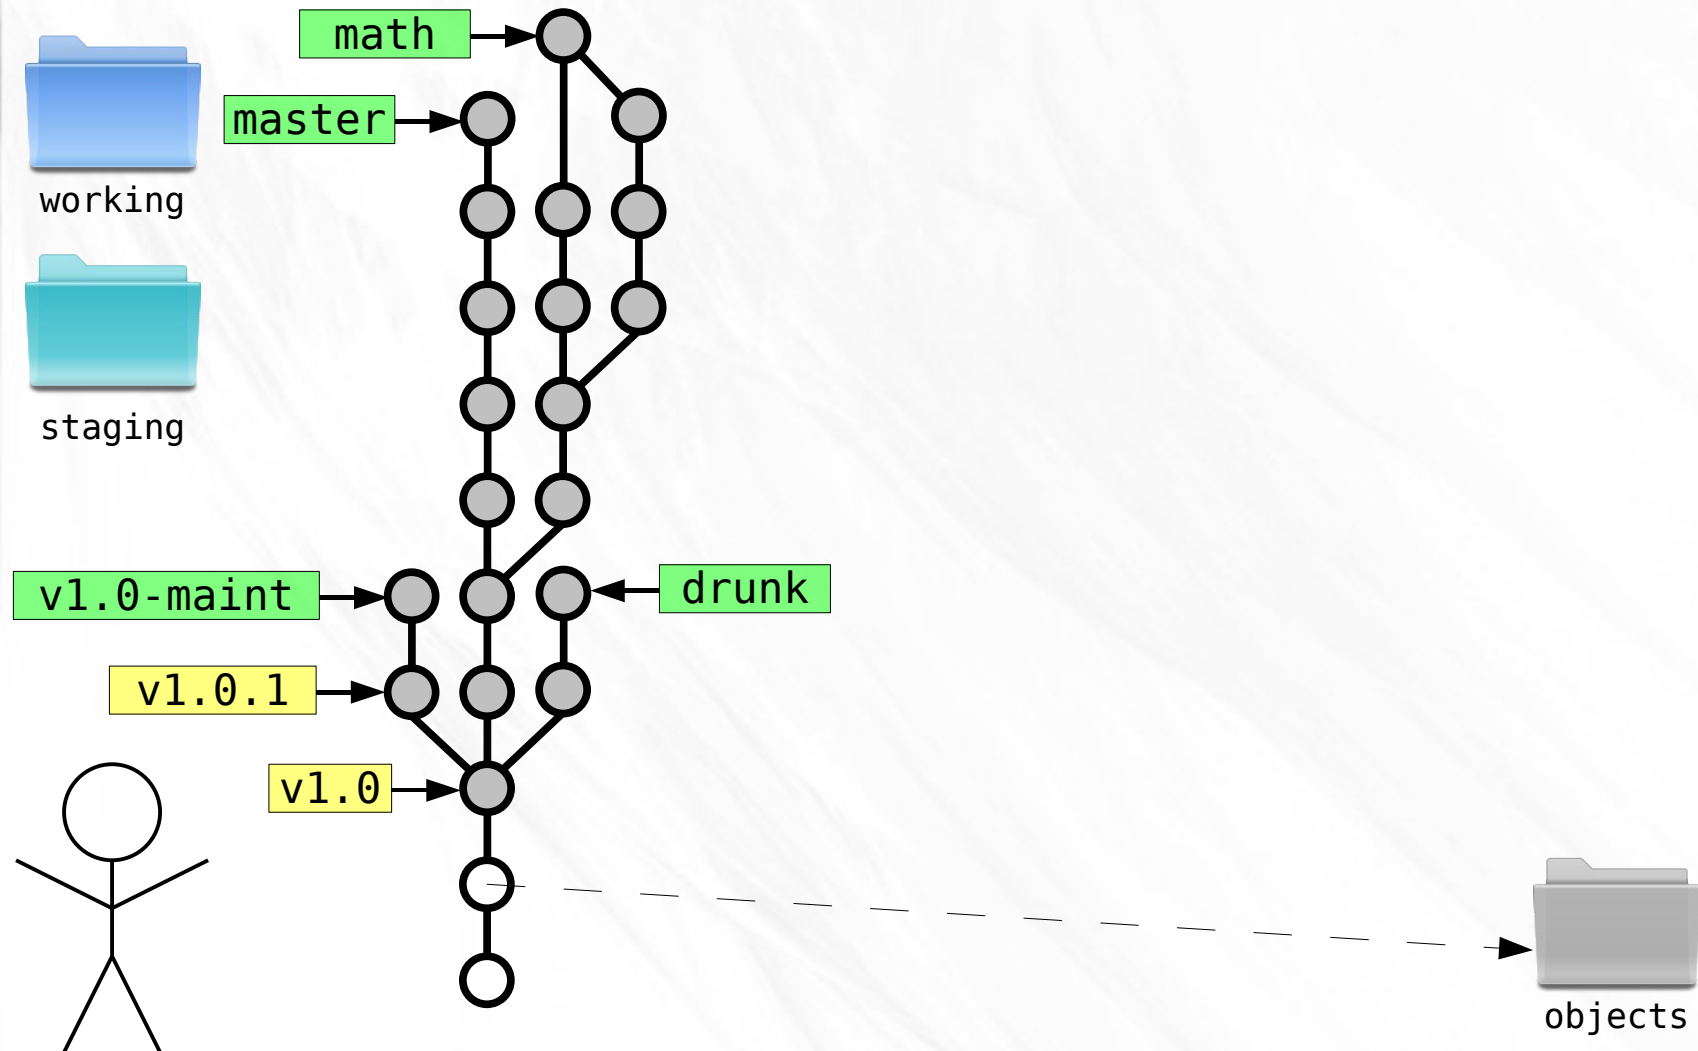 math
master
working
staging
v1.0-maint
drunk
v1.0.1
v1.0
objects